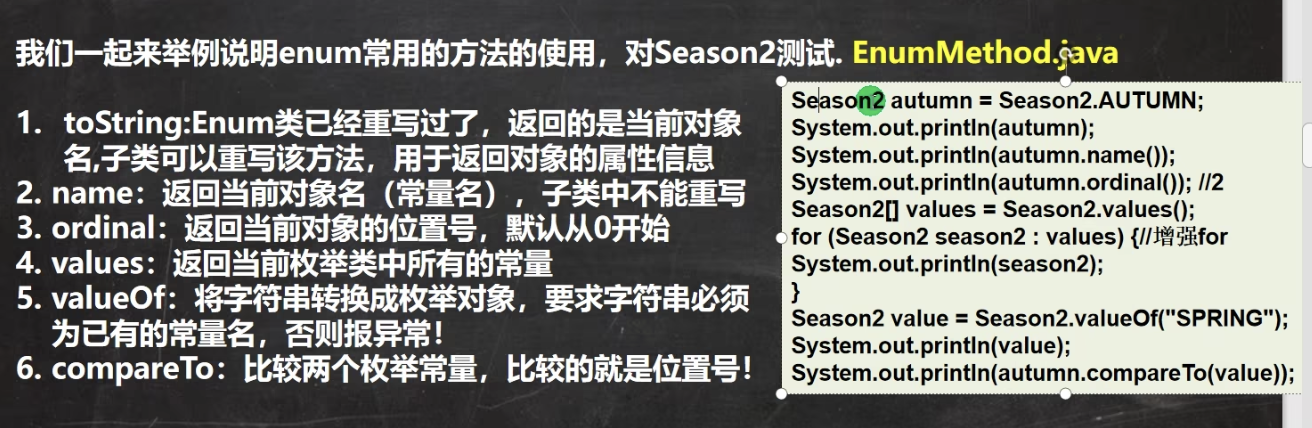 我们一起来举例说明enum常用的方法的使用，对Season2测试. EnumMethod.java
1. toString:Enum类已经重写过了，返回的是当前对象
名,子类可以重写该方法，用于返回对象的属性信息
2. name：返回当前对象名（常量名），子类中不能重写
3. ordinal：返回当前对象的位置号，默认从0开始
4. values：返回当前枚举类中所有的常量
5. valueOf：将字符串转换成枚举对象，要求字符串必须
为已有的常量名，否则报异常！
6. compareTo：比较两个枚举常量，比较的就是位置号！
Season2 autumn = Season2.AUTUMN;
System.out.println(autumn);
System.out.println(autumn.name());
System.out.println(autumn.ordinal()); //2
Season2[] values = Season2.values();
for (Season2 season2 : values) {//增强for
System.out.println(season2);
}
Season2 value = Season2.valueOf("SPRING");
System.out.println(value);
System.out.println(autumn.compareTo(value));